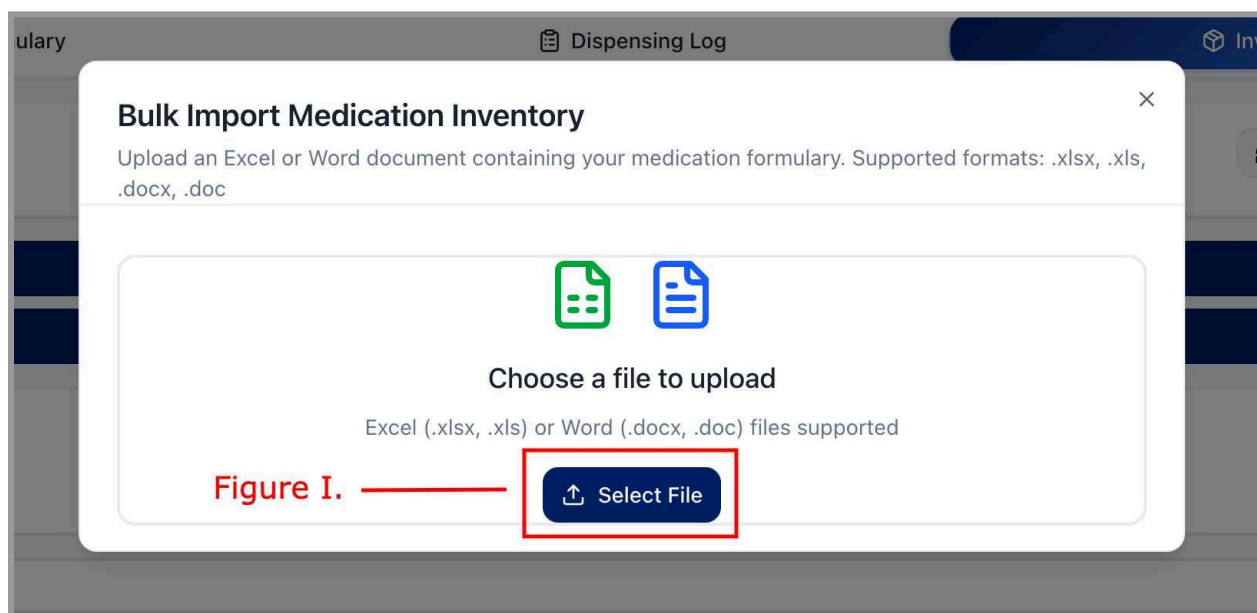 ulary
Dispensing Log
Inv
Bulk Import Medication Inventory
Upload an Excel or Word document containing your medication formulary. Supported formats: .xlsx, .xls,
.docx, .doc
Choose a file to upload
Excel (.xlsx, .xls) or Word (.docx, .doc) files supported
Figure I.
Select File